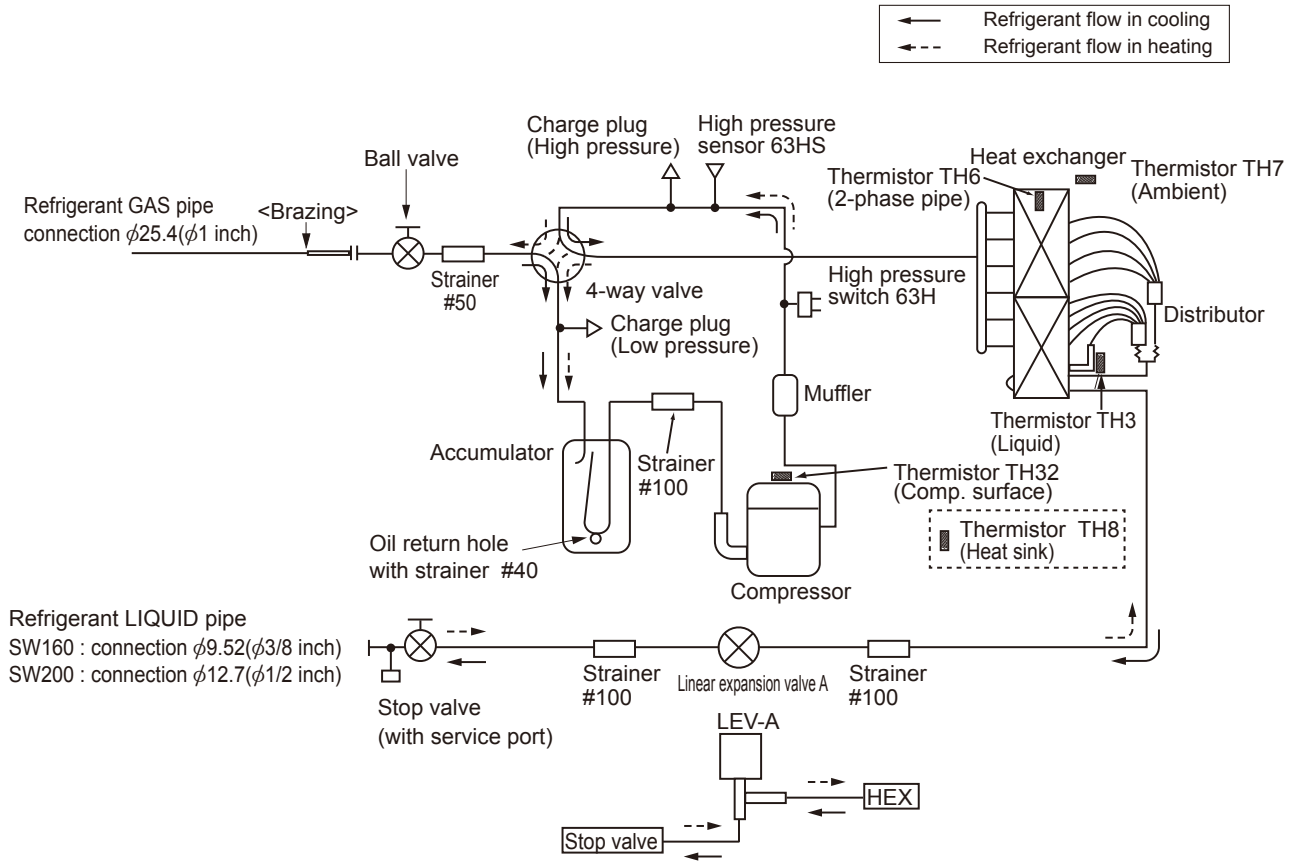 Refrigerant flow in cooling
Refrigerant flow in heating
Charge plug
(High pressure)
High pressure
sensor 63HS
Ball valve
Heat exchanger
Thermistor TH6
(2-phase pipe)
Thermistor TH7
(Ambient)
Refrigerant GAS pipe
connection ϕ25.4(ϕ1 inch)
<Brazing>
Strainer
#50
4-way valve
High pressure
switch 63H
Charge plug
(Low pressure)
Distributor
Muffler
Thermistor TH3
(Liquid)
Accumulator
Strainer
#100
Thermistor TH32
(Comp. surface)
Thermistor TH8
(Heat sink)
Oil return hole
with strainer #40
Compressor
Refrigerant LIQUID pipe
SW160 : connection ϕ9.52(ϕ3/8 inch)
SW200 : connection ϕ12.7(ϕ1/2 inch)
Strainer
#100
Linear expansion valve A
Strainer
#100
Stop valve
(with service port)
LEV-A
HEX
Stop valve